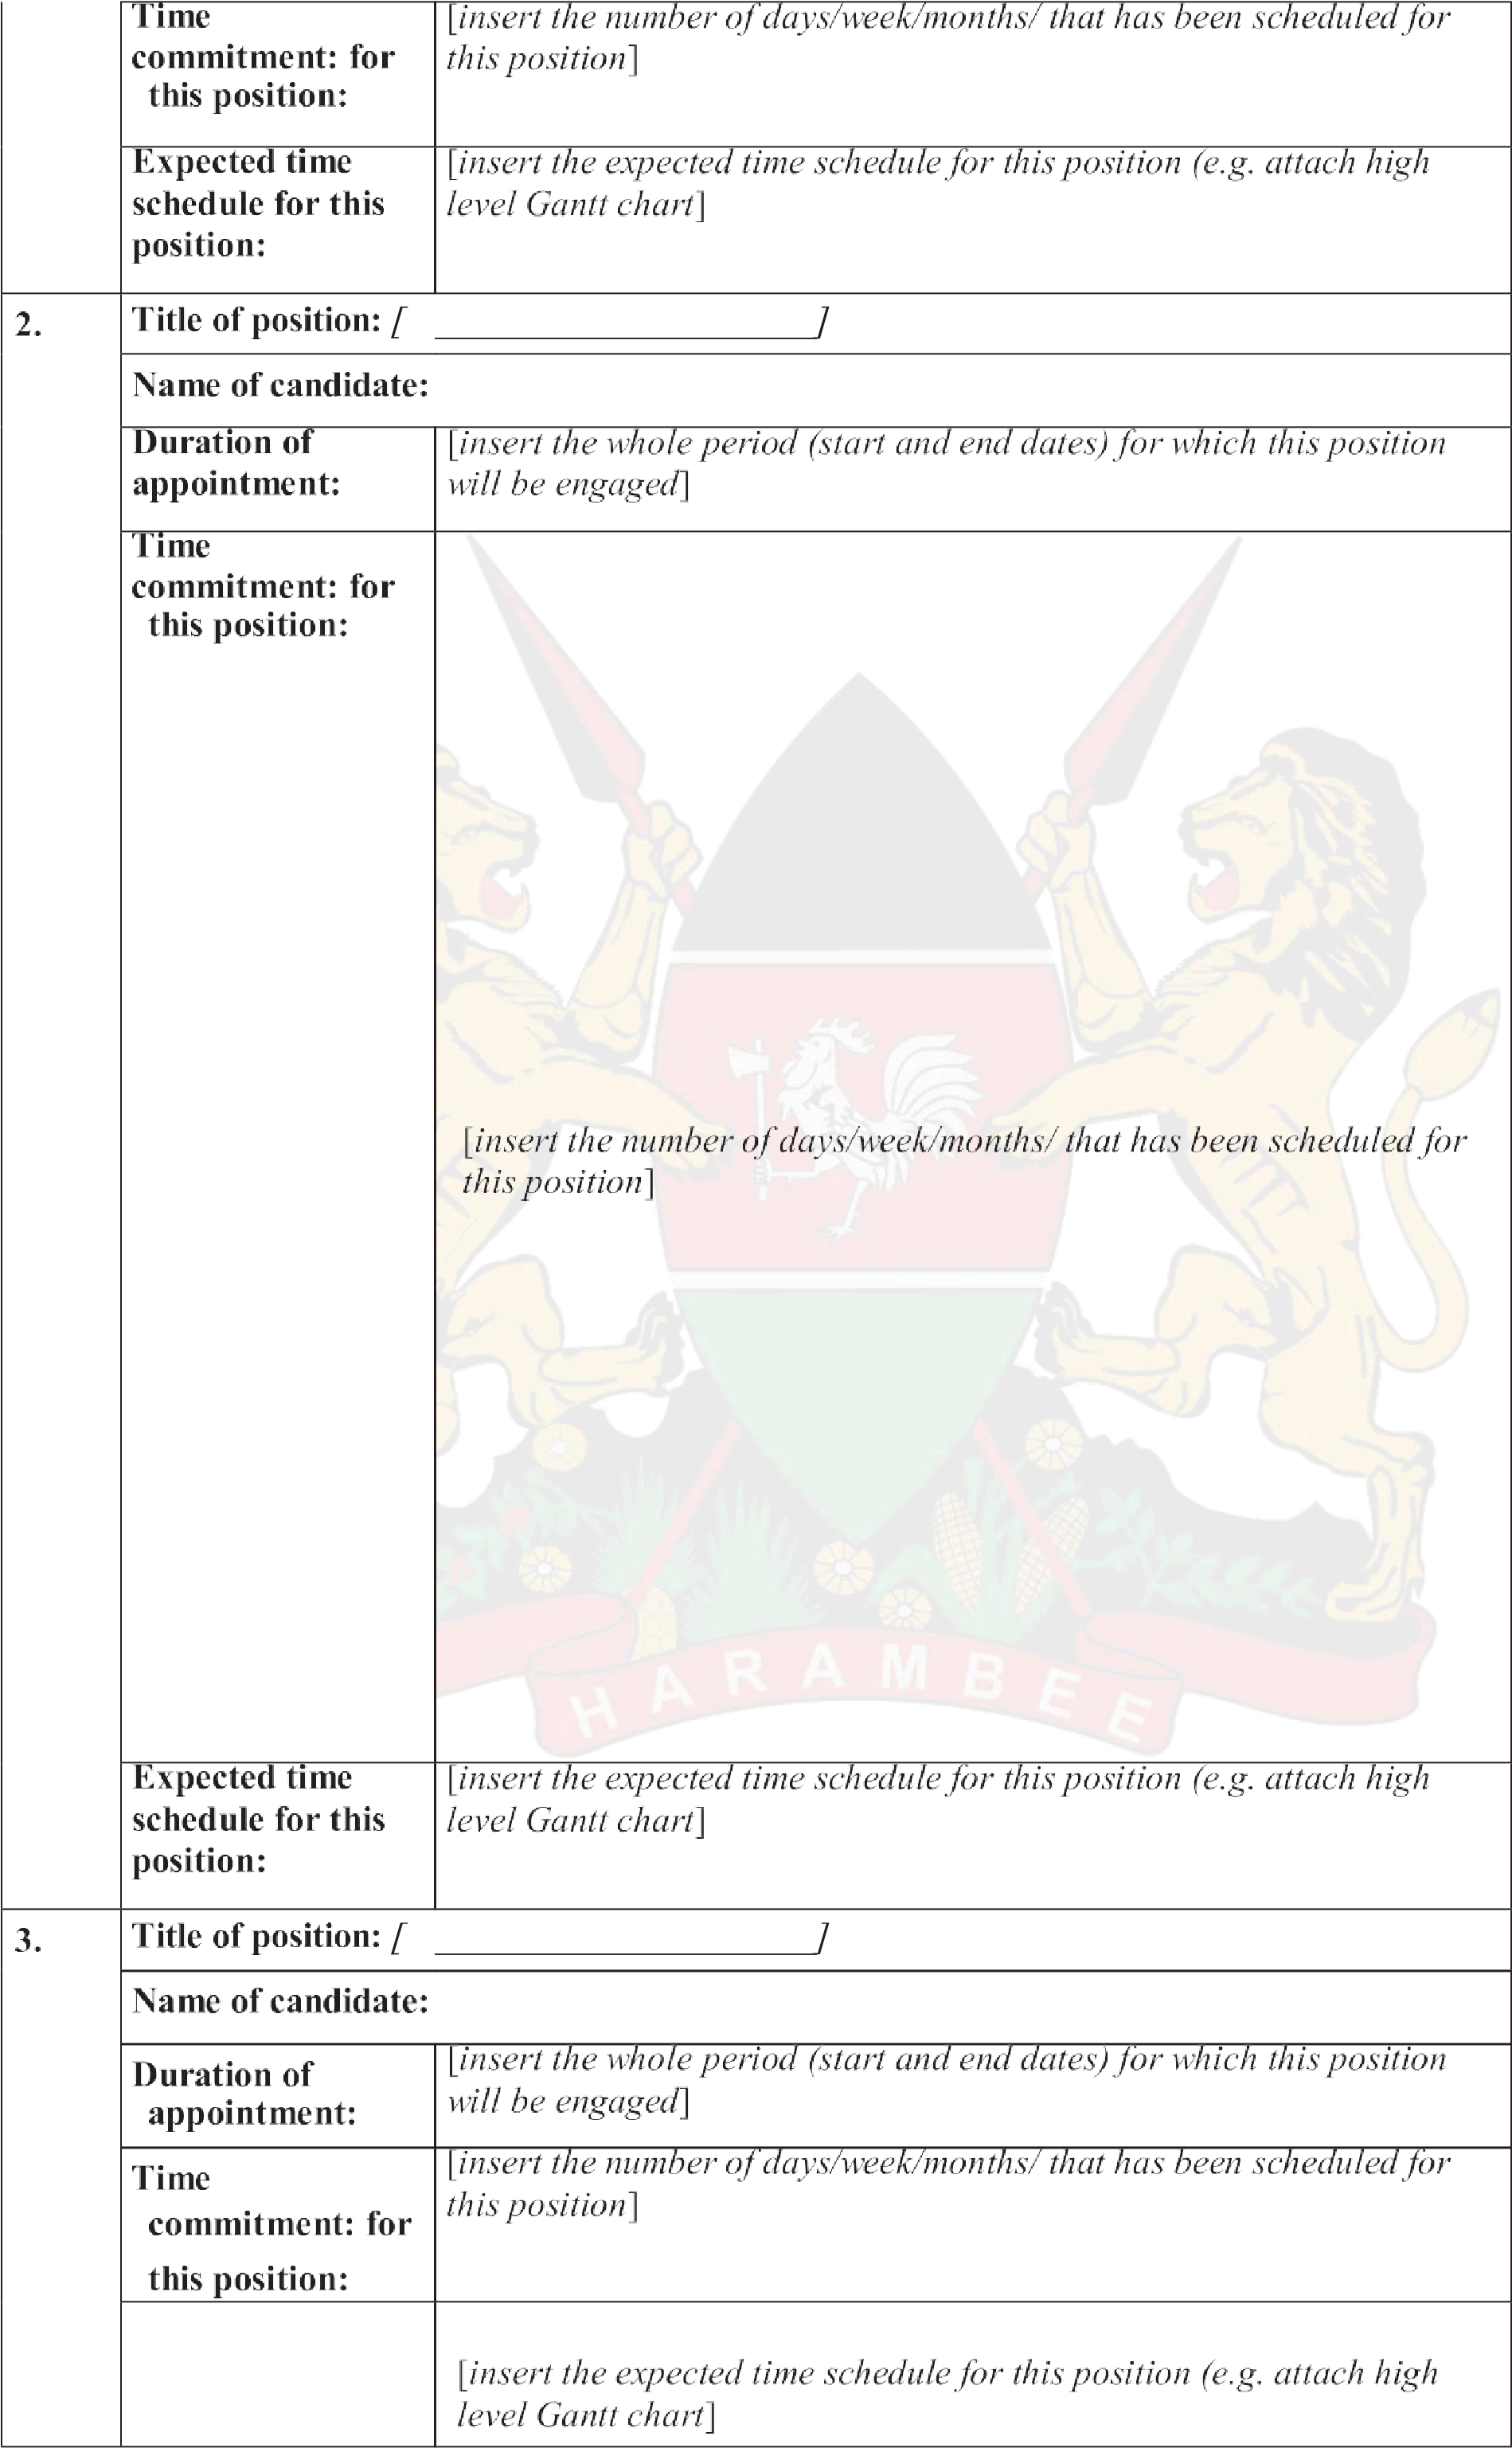 Time
commitment: for
this position:
[insert the number of days/week/months/ that has been scheduled for
this position]
Expected time
schedule for this
position:
[insert the expected time schedule for this position (e.g. attach high
level Gantt chart]
2.
Title of position: [ ______________________]
Name of candidate:
Duration of
appointment:
[insert the whole period (start and end dates) for which this position
will be engaged]
Time
commitment: for
this position:
[insert the number of days/week/months/ that has been scheduled for
this position]
HARAMBEE
Expected time
schedule for this
position:
[insert the expected time schedule for this position (e.g. attach high
level Gantt chart]
3.
Title of position: [ ______________________]
Name of candidate:
Duration of
appointment:
[insert the whole period (start and end dates) for which this position
will be engaged]
Time
commitment: for
this position:
[insert the number of days/week/months/ that has been scheduled for
this position]
[insert the expected time schedule for this position (e.g. attach high
level Gantt chart]